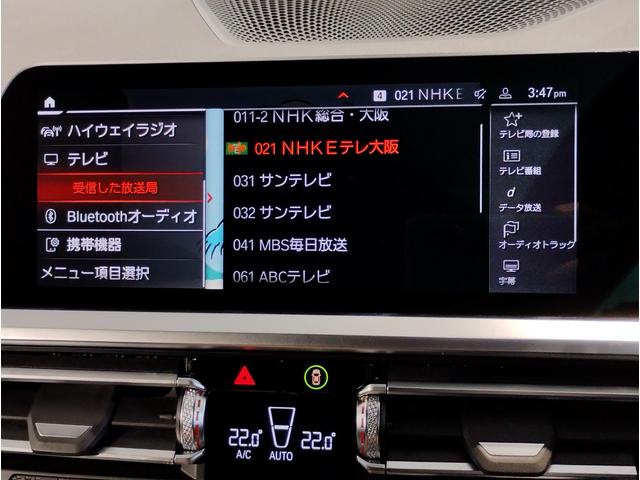 4 021 NHKE 3:47pm
ハイウェイラジオ
テレビ
受信した放送局
Bluetoothオーディオ
携帯機器
メニュー項目選択
011-2 NHK総合・大阪
021 NHKEテレ大阪
031 サンテレビ
032 サンテレビ
041 MBS毎日放送
061 ABCテレビ
テレビ局の登録
テレビ番組
d
データ放送
オーディオトラック
字幕
22.0° 22.0°
A/C AUTO